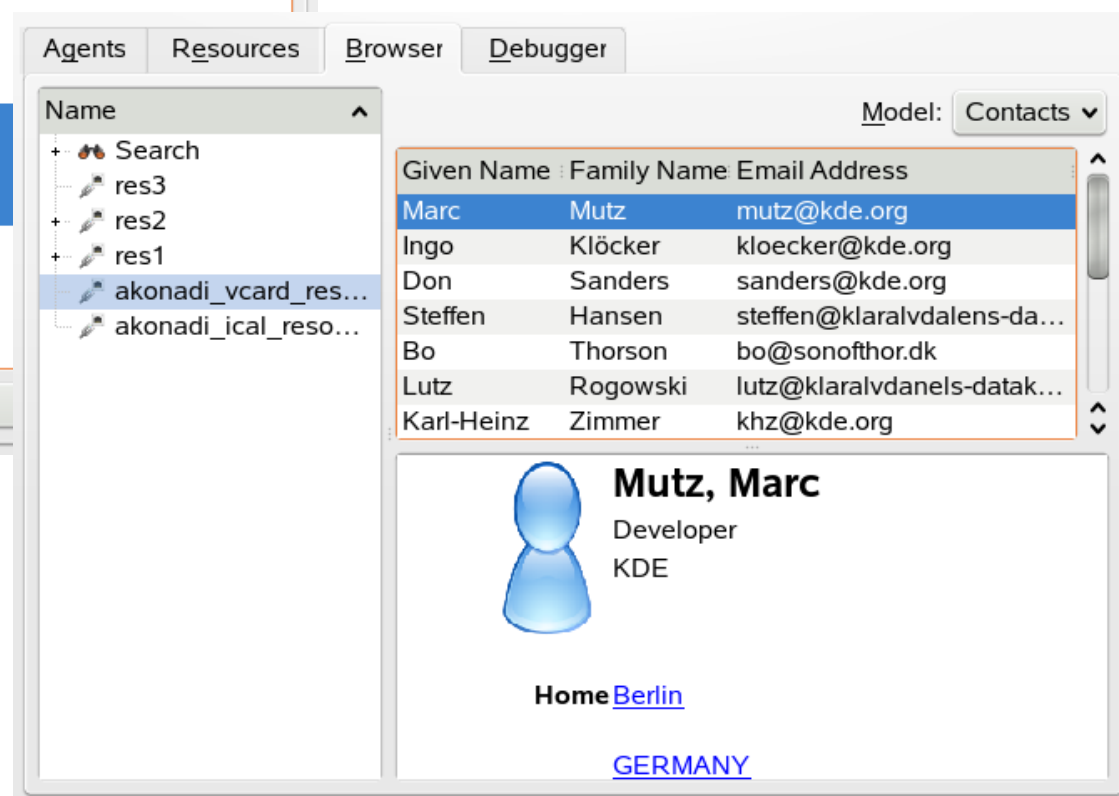 Agents Resources Browser Debugger
Name
Search
res3
res2
res1
akonadi_vcard_res...
akonadi_ical_reso...
Model: Contacts
Given Name Family Name Email Address
Marc Mutz mutz@kde.org
Ingo Klöcker kloecker@kde.org
Don Sanders sanders@kde.org
Steffen Hansen steffen@klaralvdalens-da...
Bo Thorson bo@sonofthor.dk
Lutz Rogowski lutz@klaralvdanels-datak...
Karl-Heinz Zimmer khz@kde.org
Mutz, Marc
Developer
KDE
Home Berlin
GERMANY